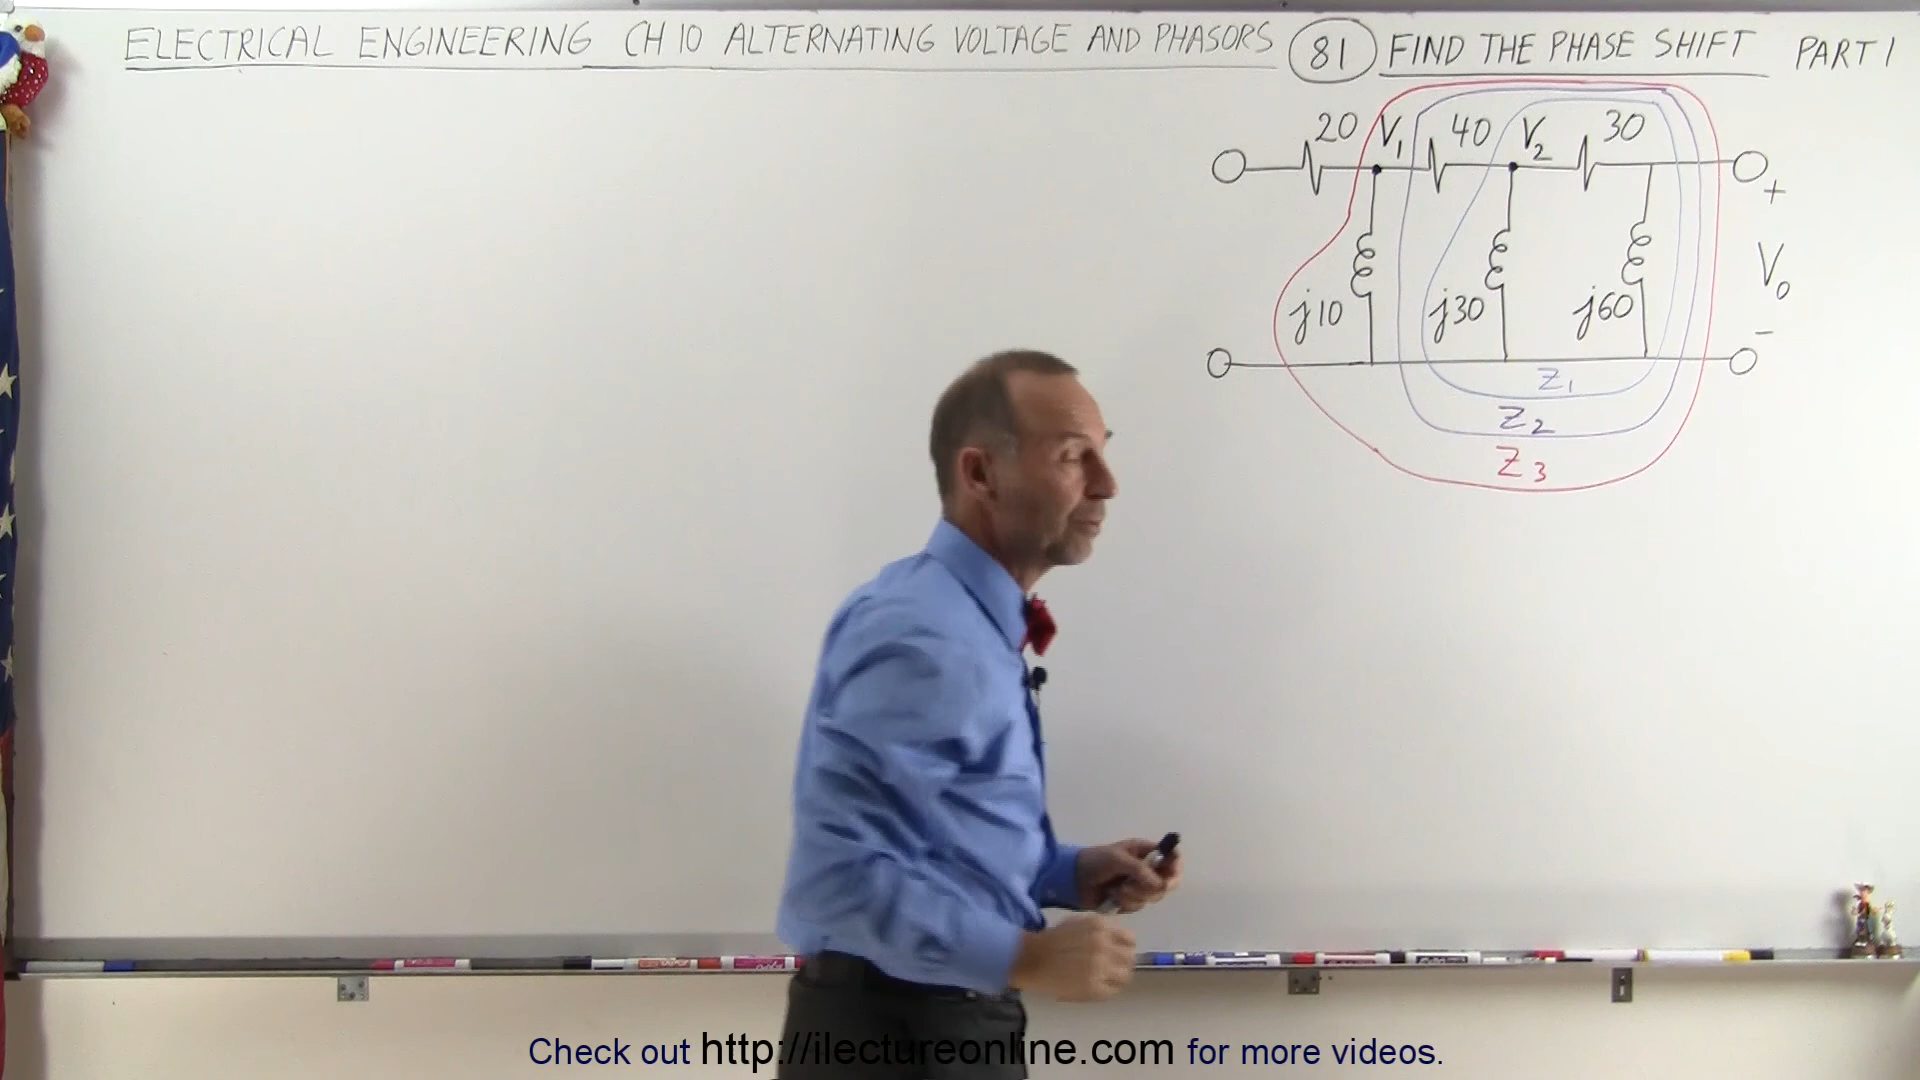 ELECTRICAL ENGINEERING CH 10 ALTERNATING VOLTAGE AND PHASORS 81 FIND THE PHASE SHIFT PART 1
20 V1 40 V2 30
+
V0
j10 j30 j60
-
Z1
Z2
Z3
Check out http://ilectureonline.com for more videos.